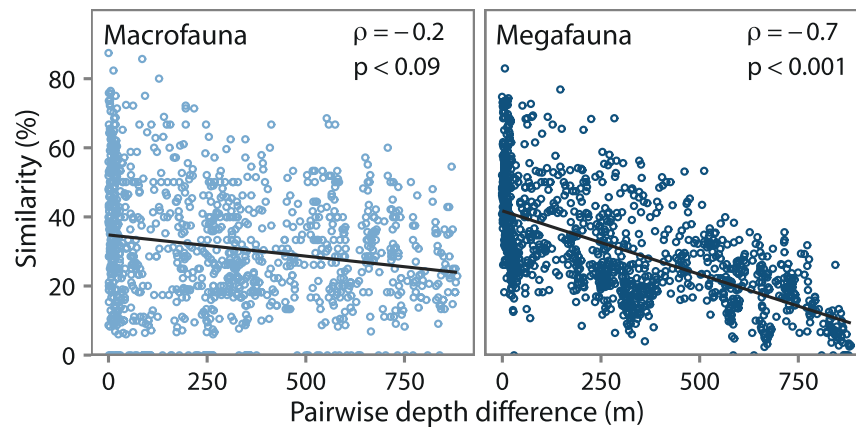 Macrofauna
ρ = −0.2
p < 0.09
Megafauna
ρ = −0.7
p < 0.001
Similarity (%)
80
60
40
20
0
0 250 500 750
0 250 500 750
Pairwise depth difference (m)